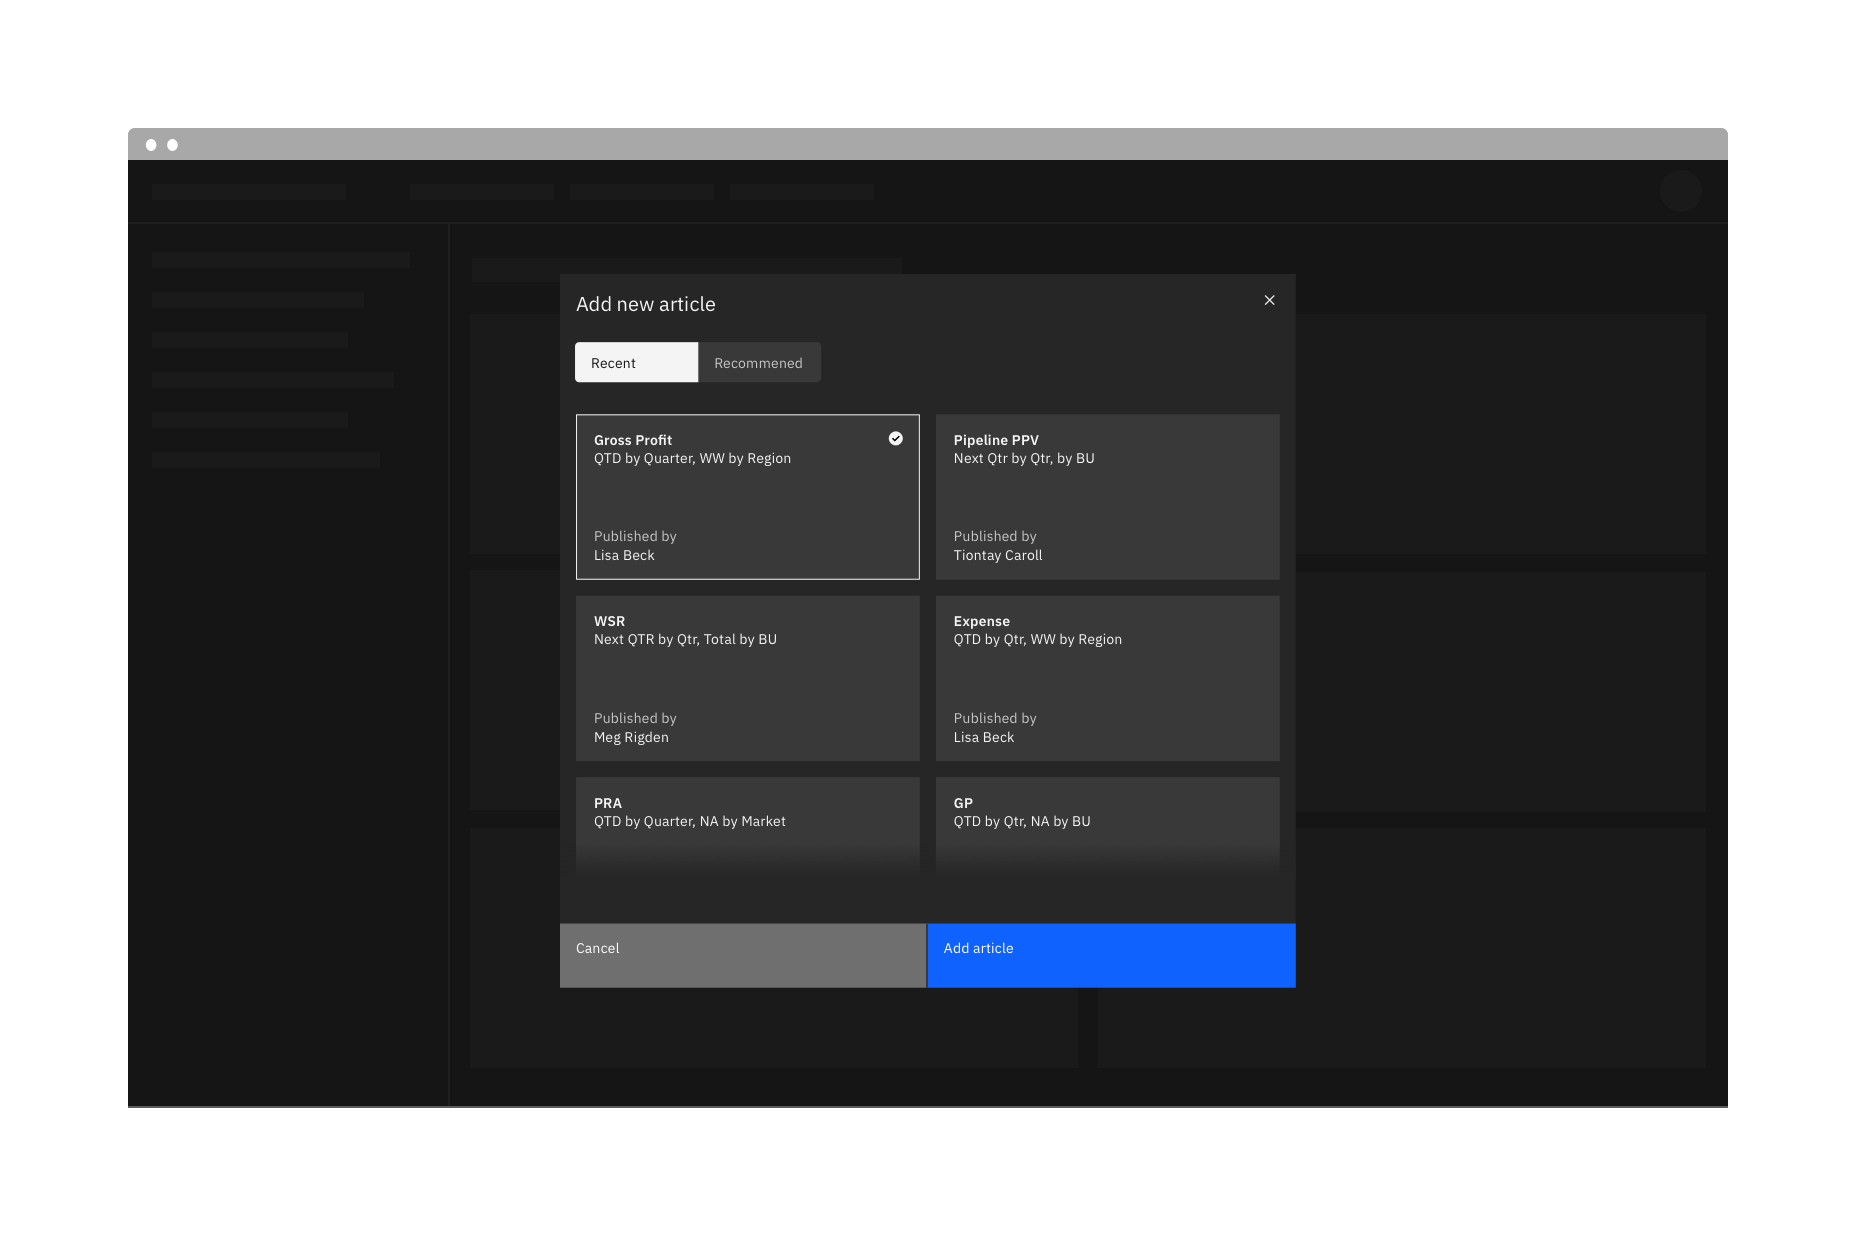 Add new article
Recent
Recommened
Gross Profit
QTD by Quarter, WW by Region
Published by
Lisa Beck
Pipeline PPV
Next Qtr by Qtr, by BU
Published by
Tiontay Caroll
WSR
Next QTR by Qtr, Total by BU
Published by
Meg Rigden
Expense
QTD by Qtr, WW by Region
Published by
Lisa Beck
PRA
QTD by Quarter, NA by Market
GP
QTD by Qtr, NA by BU
Cancel
Add article